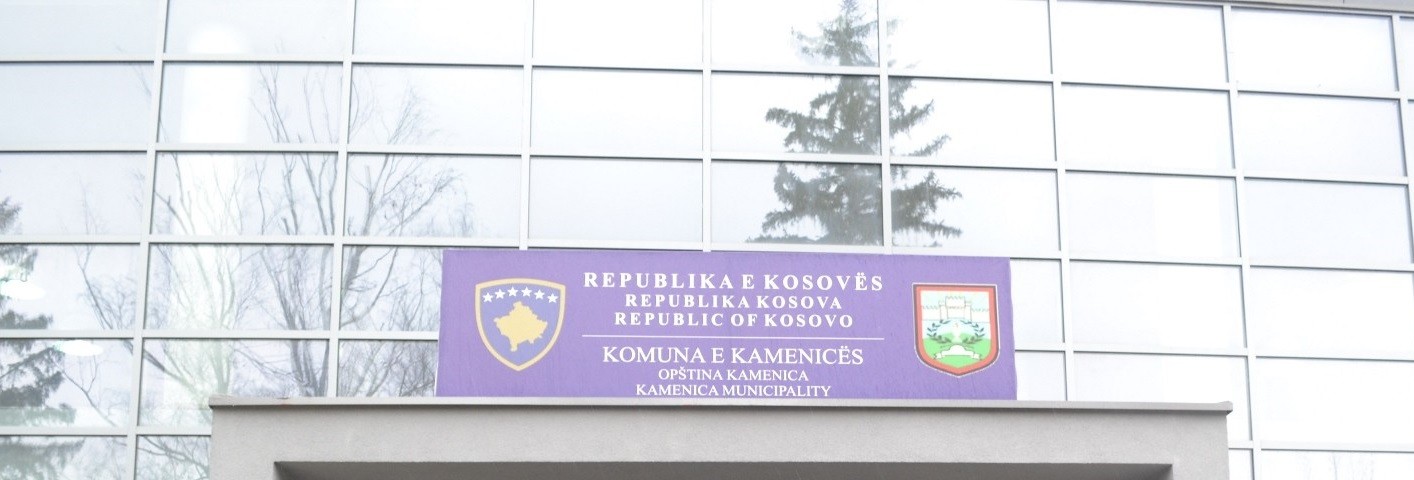 REPUBLIKA E KOSOVËS
REPUBLIKA KOSOVA
REPUBLIC OF KOSOVO
KOMUNA E KAMENICËS
OPŠTINA KAMENICA
KAMENICA MUNICIPALITY